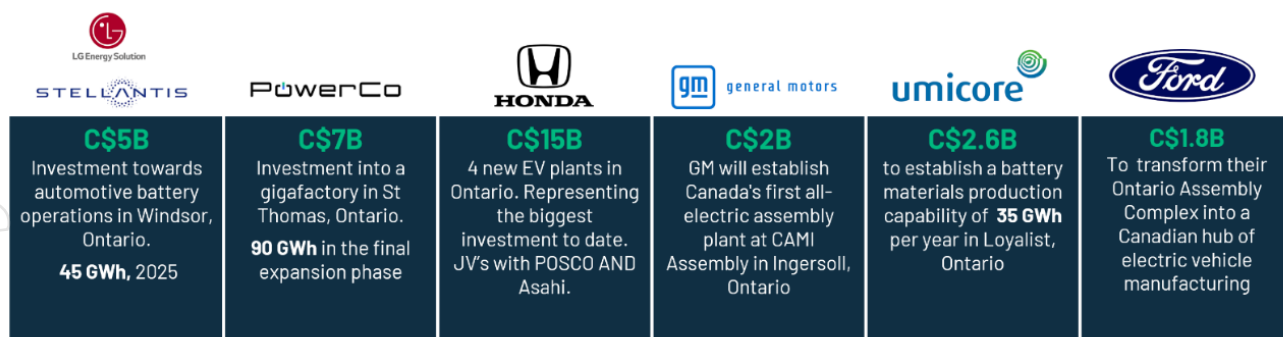 LG Energy Solution
STELLANTIS
C$5B
Investment towards
automotive battery
operations in Windsor,
Ontario.
45 GWh, 2025
PowerCo
C$7B
Investment into a
gigafactory in St
Thomas, Ontario.
90 GWh in the final
expansion phase
HONDA
C$15B
4 new EV plants in
Ontario. Representing
the biggest
investment to date.
JV's with POSCO AND
Asahi.
gm general motors
C$2B
GM will establish
Canada's first all-
electric assembly
plant at CAMI
Assembly in Ingersoll,
Ontario
umicore
C$2.6B
to establish a battery
materials production
capability of 35 GWh
per year in Loyalist,
Ontario
Ford
C$1.8B
To transform their
Ontario Assembly
Complex into a
Canadian hub of
electric vehicle
manufacturing